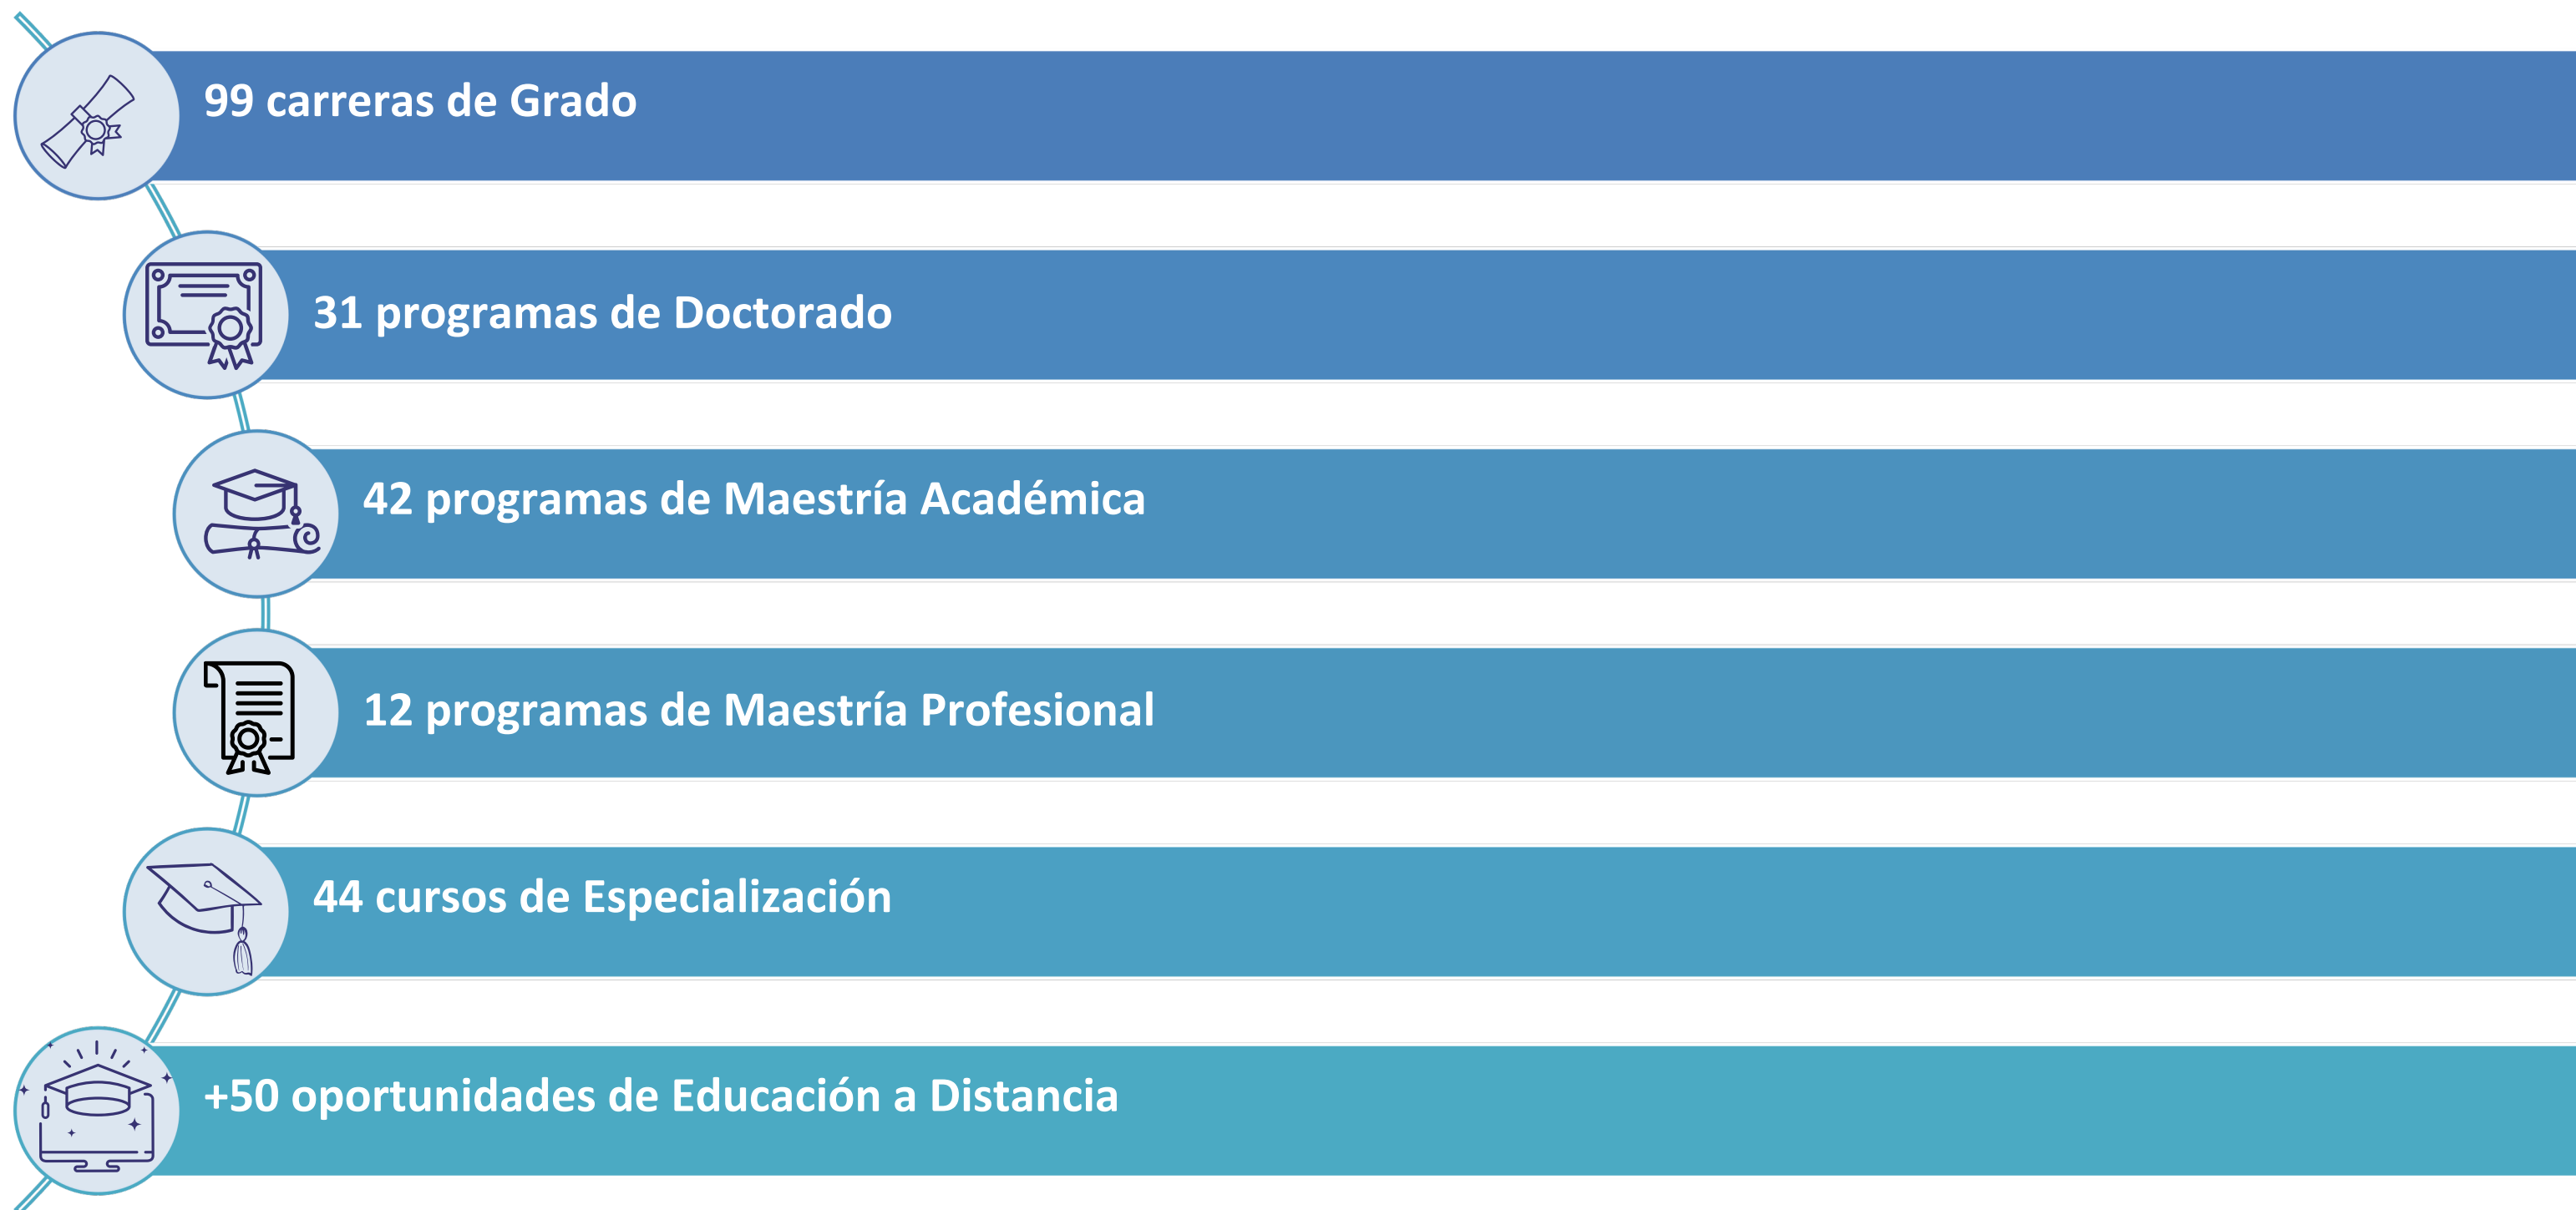 99 carreras de Grado
31 programas de Doctorado
42 programas de Maestría Académica
12 programas de Maestría Profesional
44 cursos de Especialización
+50 oportunidades de Educación a Distancia